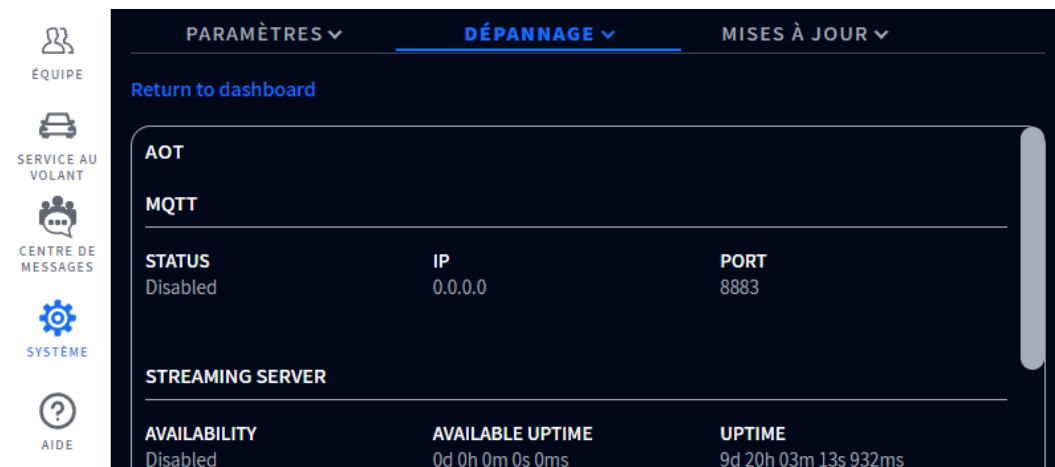 ÉQUIPE
SERVICE AU
VOLANT
CENTRE DE
MESSAGES
SYSTÈME
AIDE
PARAMÈTRES DÉPANNAGE MISES À JOUR
Return to dashboard
AOT
MQTT
STATUS IP PORT
Disabled 0.0.0.0 8883
STREAMING SERVER
AVAILABILITY AVAILABLE UPTIME UPTIME
Disabled 0d 0h 0m 0s 0ms 9d 20h 03m 13s 932ms